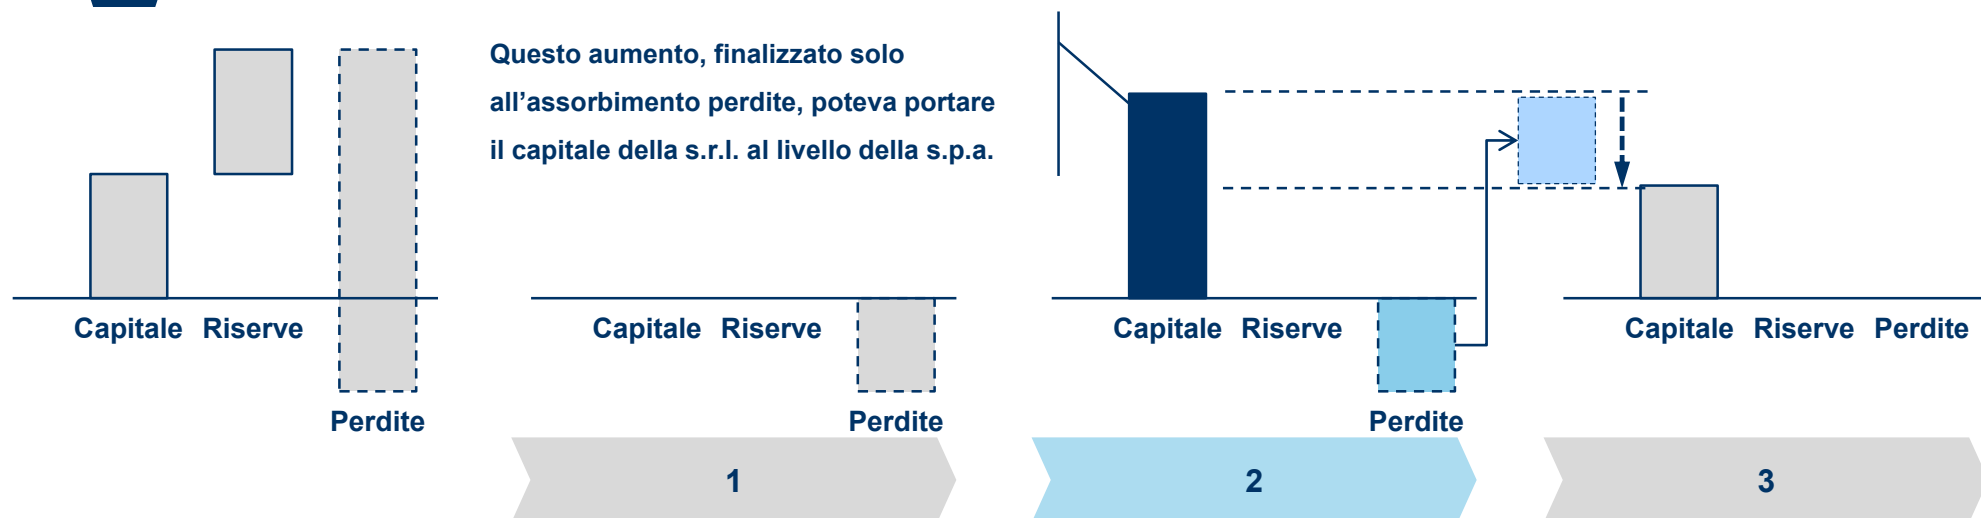 Questo aumento, finalizzato solo
all'assorbimento perdite, poteva portare
il capitale della s.r.l. al livello della s.p.a.
Capitale Riserve
Perdite
Capitale Riserve
Perdite
Capitale Riserve
Perdite
Capitale Riserve Perdite
1
2
3